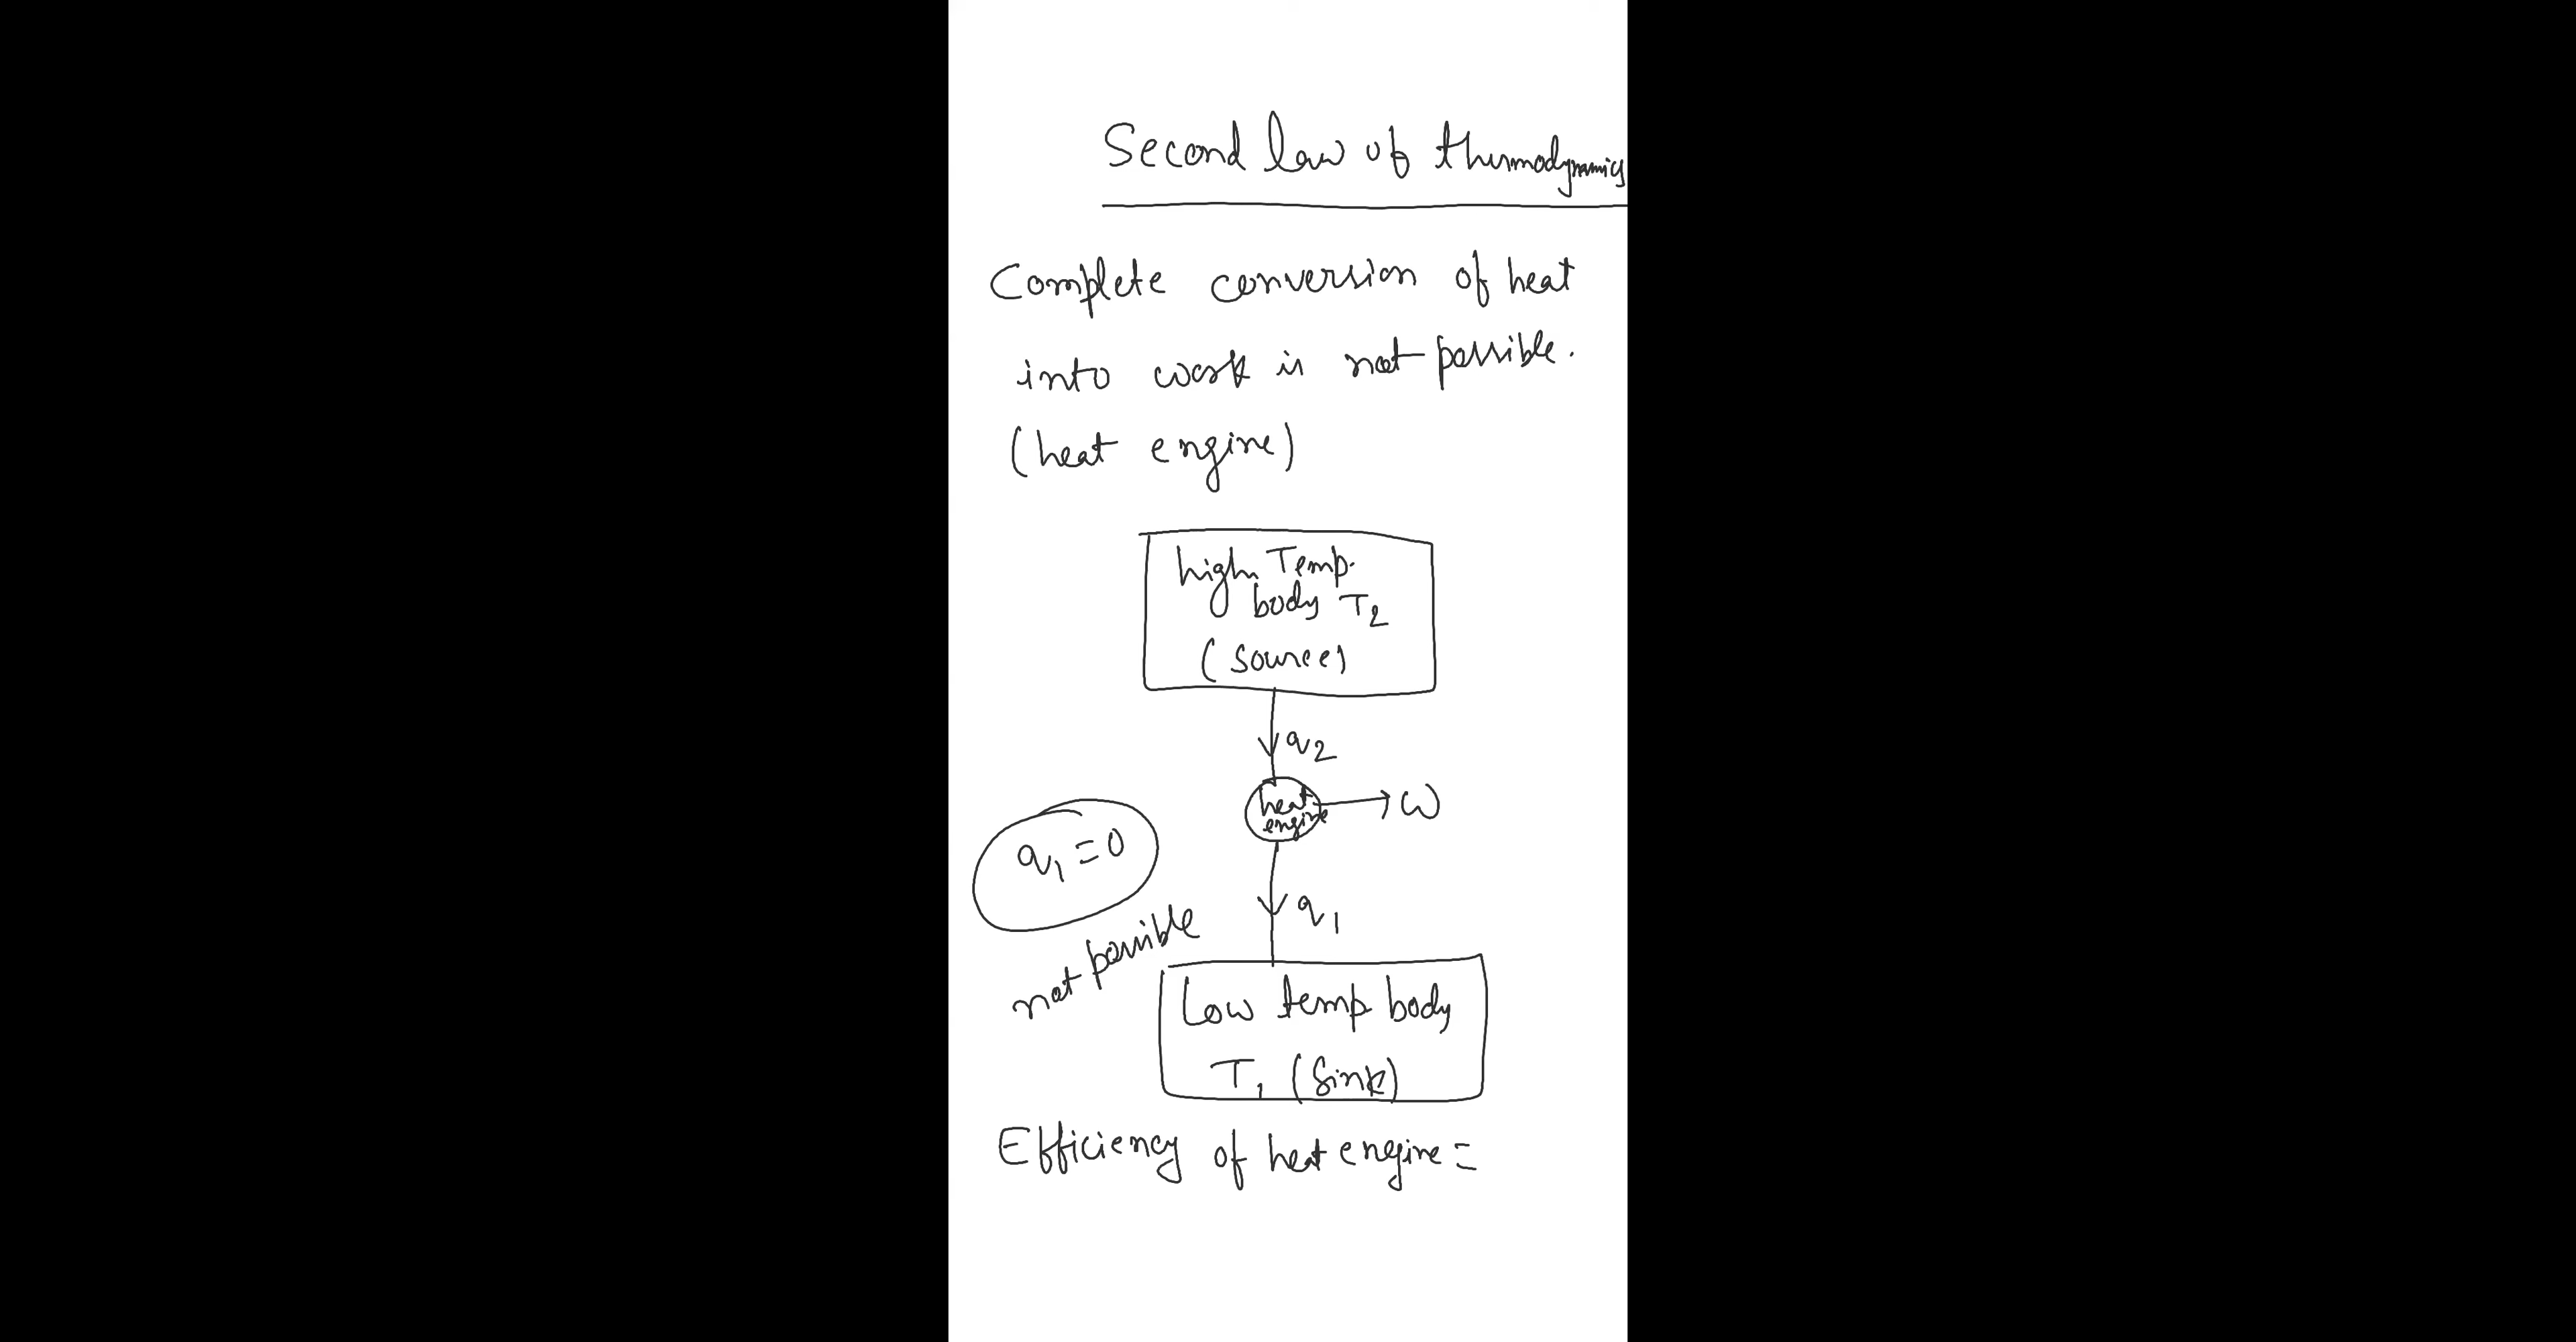 Second law of thermodynamics
Complete conversion of heat
into work is not possible.
(heat engine)
high Temp.
body T2
(source)
q2
heat
engine
w
q1 = 0
not possible
q1
Low temp body
T1 (Sink)
Efficiency of heat engine =